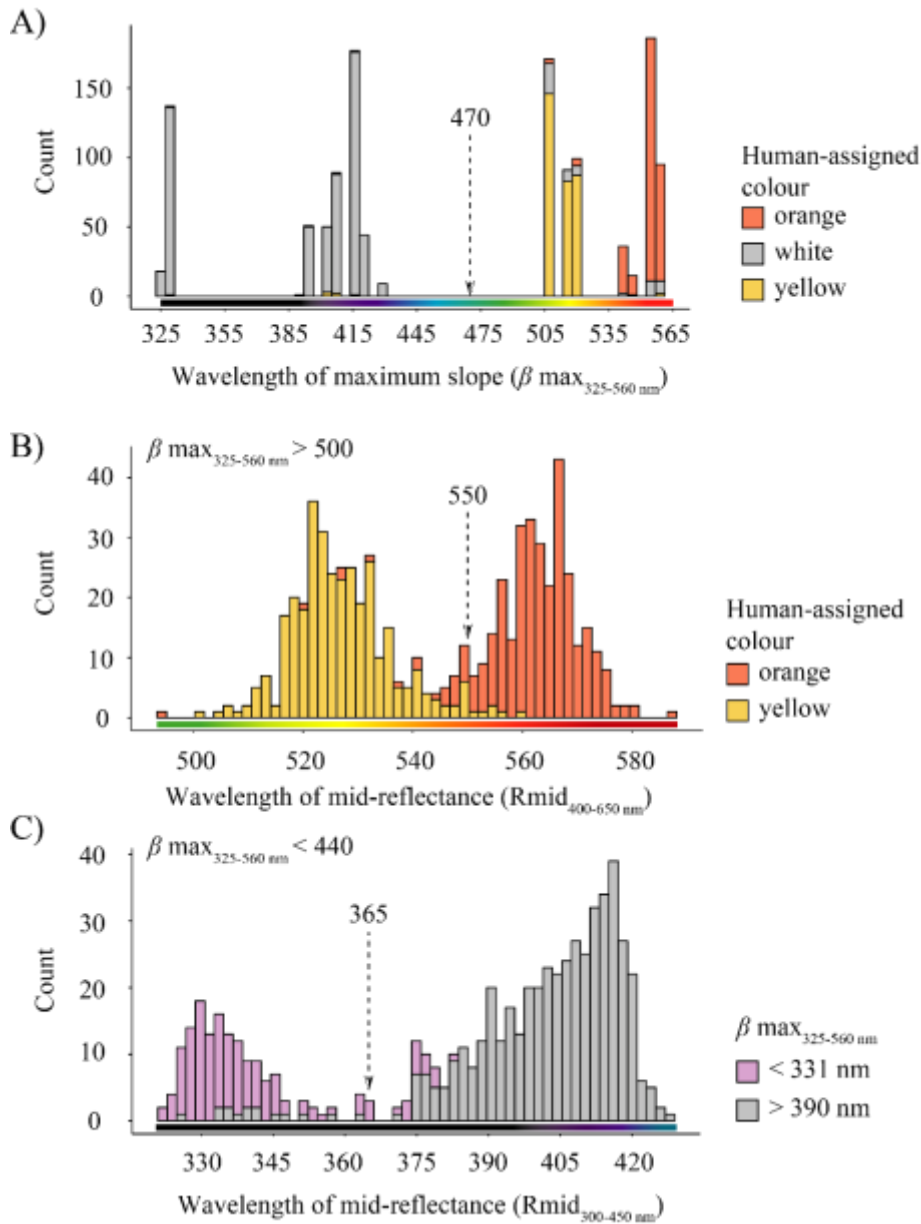 A)
150
100
50
0
Count
470
Human-assigned
colour
orange
white
yellow
325 355 385 415 445 475 505 535 565
Wavelength of maximum slope (β max325-560 nm)
B)
β max325-560 nm > 500
40
30
20
10
0
Count
550
Human-assigned
colour
orange
yellow
500 520 540 560 580
Wavelength of mid-reflectance (Rmid400-650 nm)
C)
β max325-560 nm < 440
40
30
20
10
0
Count
365
β max325-560 nm
< 331 nm
> 390 nm
330 345 360 375 390 405 420
Wavelength of mid-reflectance (Rmid300-450 nm)